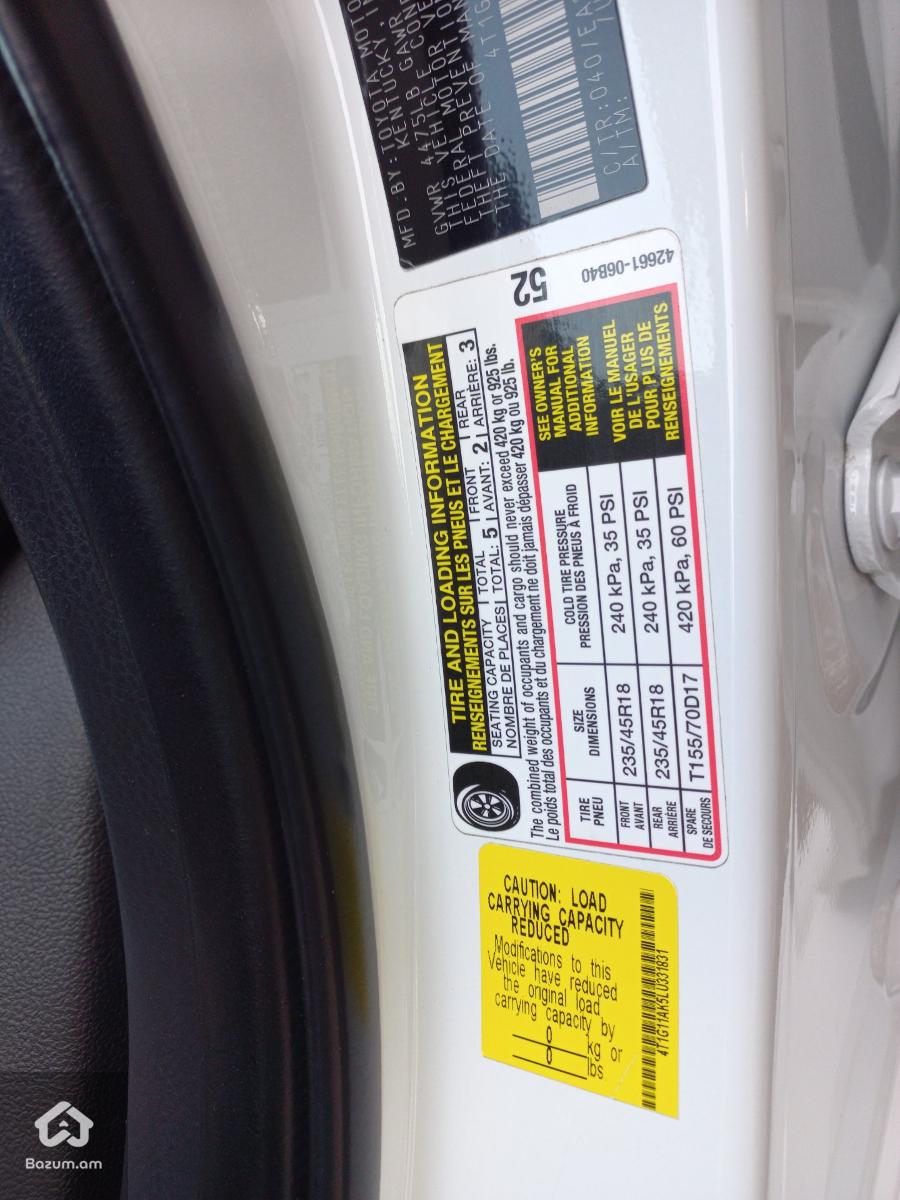 MFD.BY:TOYOTA MOTO
KENTUCKY,
GVWR 4475LB GAWR
THIS VEHICLE CON
FEDERAL MOTOR VE
THEFT PREVENTION
THE DATE OF MAN
4T1G
C/TR:040/EA
A/TM:
52
42661-06B40
TIRE AND LOADING INFORMATION
RENSEIGNEMENTS SUR LES PNEUS ET LE CHARGEMENT
SEATING CAPACITY TOTAL FRONT REAR
NOMBRE DE PLACES TOTAL: 5 AVANT: 2 ARRIÈRE: 3
The combined weight of occupants and cargo should never exceed 420 kg or 925 lbs.
Le poids total des occupants et du chargement ne doit jamais dépasser 420 kg ou 925 lb.
TIRE SIZE COLD TIRE PRESSURE
PNEU DIMENSIONS PRESSION DES PNEUS À FROID
FRONT
AVANT 235/45R18 240 kPa, 35 PSI
REAR
ARRIÈRE 235/45R18 240 kPa, 35 PSI
SPARE
DE SECOURS T155/70D17 420 kPa, 60 PSI
SEE OWNER'S
MANUAL FOR
ADDITIONAL
INFORMATION
VOIR LE MANUEL
DE L'USAGER
POUR PLUS DE
RENSEIGNEMENTS
CAUTION: LOAD
CARRYING CAPACITY
REDUCED
Modifications to this
Vehicle have reduced
the original load
carrying capacity by
0 kg or
0 lbs
4T1G11AK5LU331831
Bazum.am